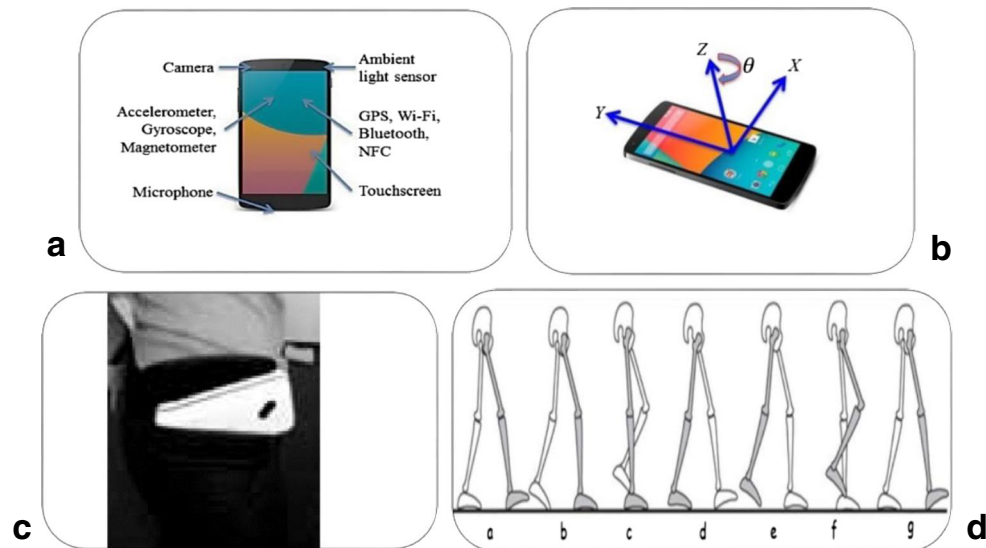 Camera
Ambient
light sensor
Accelerometer,
Gyroscope,
Magnetometer
GPS, Wi-Fi,
Bluetooth,
NFC
Microphone
Touchscreen
a
Z
θ
X
Y
b
c
a b c d e f g
d